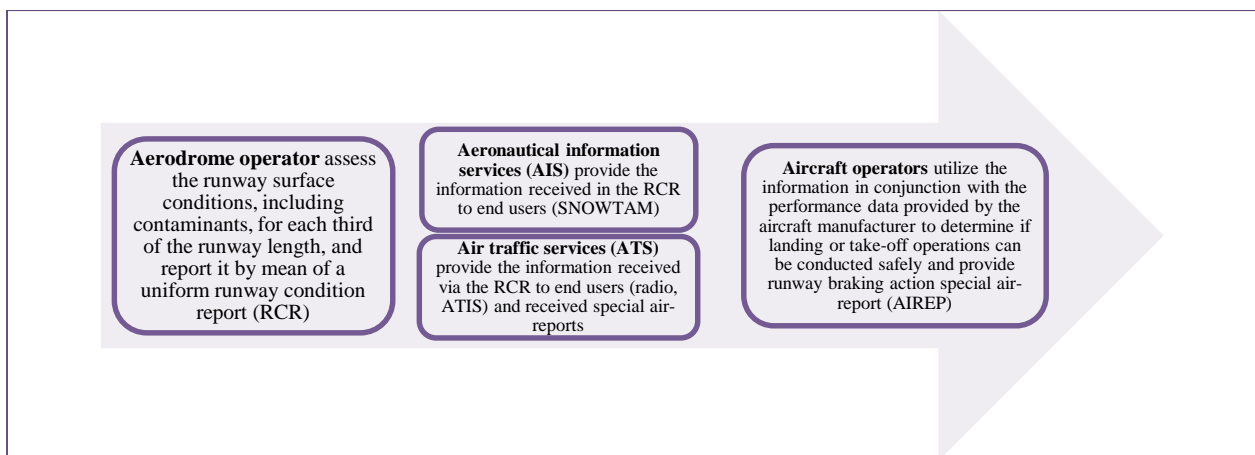 Aerodrome operator assess
the runway surface
conditions, including
contaminants, for each third
of the runway length, and
report it by mean of a
uniform runway condition
report (RCR)
Aeronautical information
services (AIS) provide the
information received in the RCR
to end users (SNOWTAM)
Air traffic services (ATS)
provide the information received
via the RCR to end users (radio,
ATIS) and received special air-
reports
Aircraft operators utilize the
information in conjunction with the
performance data provided by the
aircraft manufacturer to determine if
landing or take-off operations can
be conducted safely and provide
runway braking action special air-
report (AIREP)